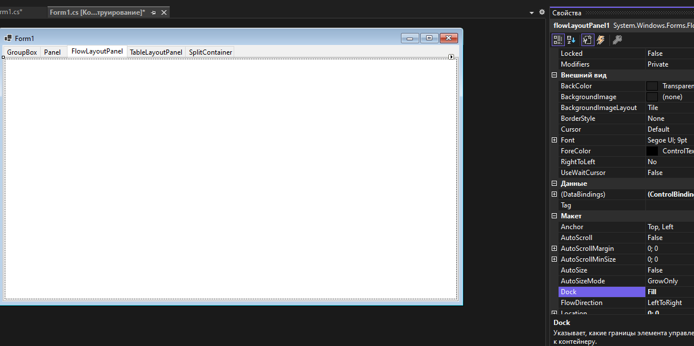 rm1.cs*
Form1.cs [Ко...труирование]*
Свойства
Form1
flowLayoutPanel1 System.Windows.Forms.Flo
GroupBox Panel FlowLayoutPanel TableLayoutPanel SplitContainer
Locked False
Modifiers Private
Внешний вид
BackColor Transparen
BackgroundImage (none)
BackgroundImageLayout Tile
BorderStyle None
Cursor Default
Font Segoe UI; 9pt
ForeColor ControlTex
RightToLeft No
UseWaitCursor False
Данные
(DataBindings) (ControlBinding
Tag
Макет
Anchor Top, Left
AutoScroll False
AutoScrollMargin 0; 0
AutoScrollMinSize 0; 0
AutoSize False
AutoSizeMode GrowOnly
Dock Fill
FlowDirection LeftToRight
Location 0; 0
Dock
Указывает, какие границы элемента управле
к контейнеру.